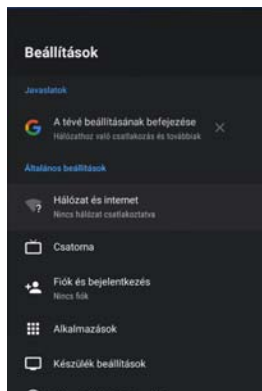 Beállítások
Javaslatok
A tévé beállításának befejezése
Hálózathoz való csatlakozás és továbbiak
Általános beállítások
Hálózat és internet
Nincs hálózat csatlakoztatva
Csatorna
Fiók és bejelentkezés
Nincs fiók
Alkalmazások
Készülék beállítások